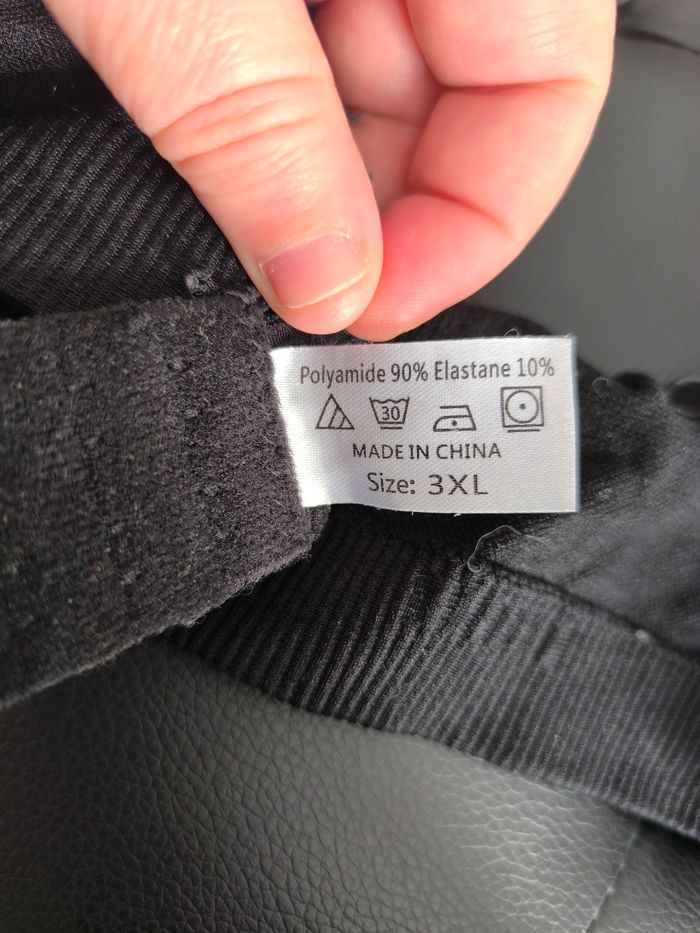 Polyamide 90% Elastane 10%
30
MADE IN CHINA
Size: 3XL